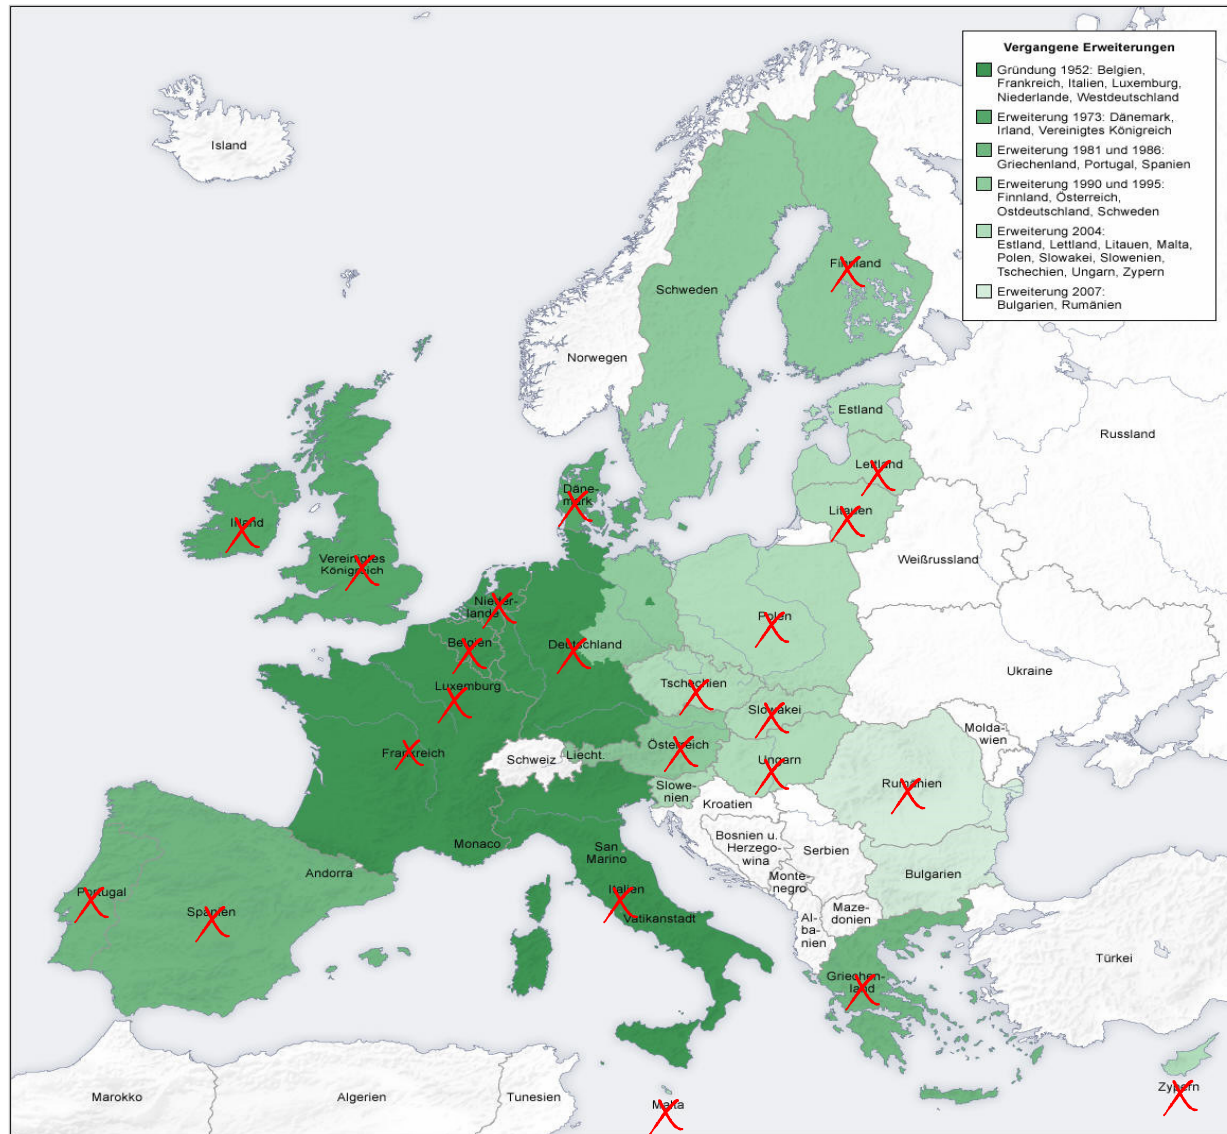 Vergangene Erweiterungen
Gründung 1952: Belgien,
Frankreich, Italien, Luxemburg,
Niederlande, Westdeutschland
Erweiterung 1973: Dänemark,
Irland, Vereinigtes Königreich
Erweiterung 1981 und 1986:
Griechenland, Portugal, Spanien
Erweiterung 1990 und 1995:
Finnland, Österreich,
Ostdeutschland, Schweden
Erweiterung 2004:
Estland, Lettland, Litauen, Malta,
Polen, Slowakei, Slowenien,
Tschechien, Ungarn, Zypern
Erweiterung 2007:
Bulgarien, Rumänien
Island
Finnland
Schweden
Norwegen
Estland
Russland
Lettland
Däne-
mark
Litauen
Irland
Vereinigtes
Königreich
Weißrussland
Nieder-
lande
Polen
Belgien
Deutschland
Ukraine
Tschechien
Luxemburg
Slowakei
Molda-
wien
Österreich
Frankreich
Schweiz
Liecht.
Ungarn
Rumänien
Slowe-
nien
Kroatien
Bosnien u.
Herzego-
wina
Serbien
Monaco
San
Marino
Andorra
Bulgarien
Monte-
negro
Portugal
Italien
Spanien
Vatikanstadt
Maze-
donien
Al-
ba-
nien
Türkei
Griechen-
land
Zypern
Marokko
Algerien
Tunesien
Malta